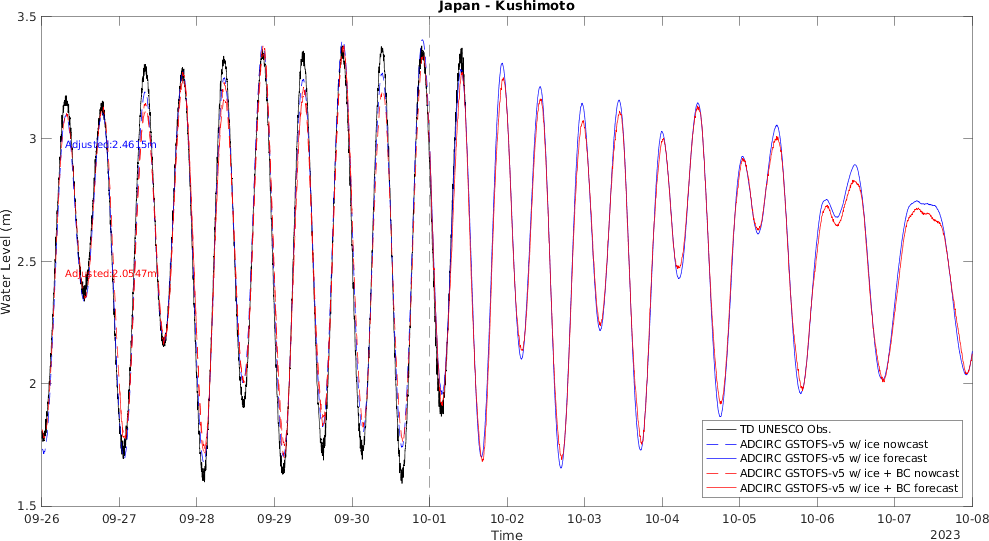 Japan - Kushimoto
3.5
3
2.5
2
1.5
Water Level (m)
Adjusted:2.4615m
Adjusted:2.0547m
TD UNESCO Obs.
ADCIRC GSTOFS-v5 w/ ice nowcast
ADCIRC GSTOFS-v5 w/ ice forecast
ADCIRC GSTOFS-v5 w/ ice + BC nowcast
ADCIRC GSTOFS-v5 w/ ice + BC forecast
09-26 09-27 09-28 09-29 09-30 10-01 10-02 10-03 10-04 10-05 10-06 10-07 10-08
Time
2023